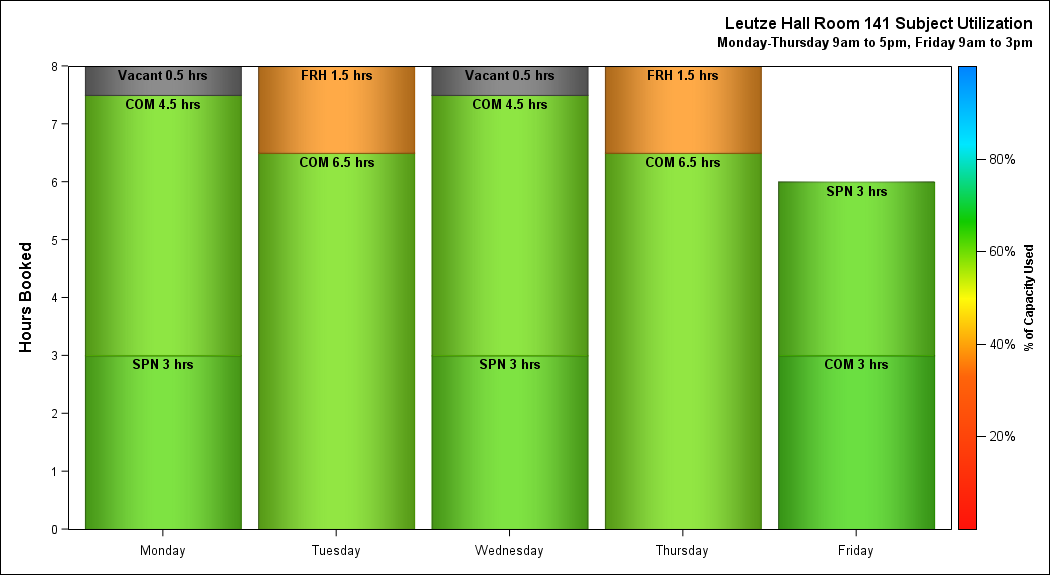 Leutze Hall Room 141 Subject Utilization
Monday-Thursday 9am to 5pm, Friday 9am to 3pm
Hours Booked
8
7
6
5
4
3
2
1
0
Vacant 0.5 hrs
COM 4.5 hrs
SPN 3 hrs
FRH 1.5 hrs
COM 6.5 hrs
Vacant 0.5 hrs
COM 4.5 hrs
SPN 3 hrs
FRH 1.5 hrs
COM 6.5 hrs
SPN 3 hrs
COM 3 hrs
Monday
Tuesday
Wednesday
Thursday
Friday
80%
60%
40%
20%
% of Capacity Used